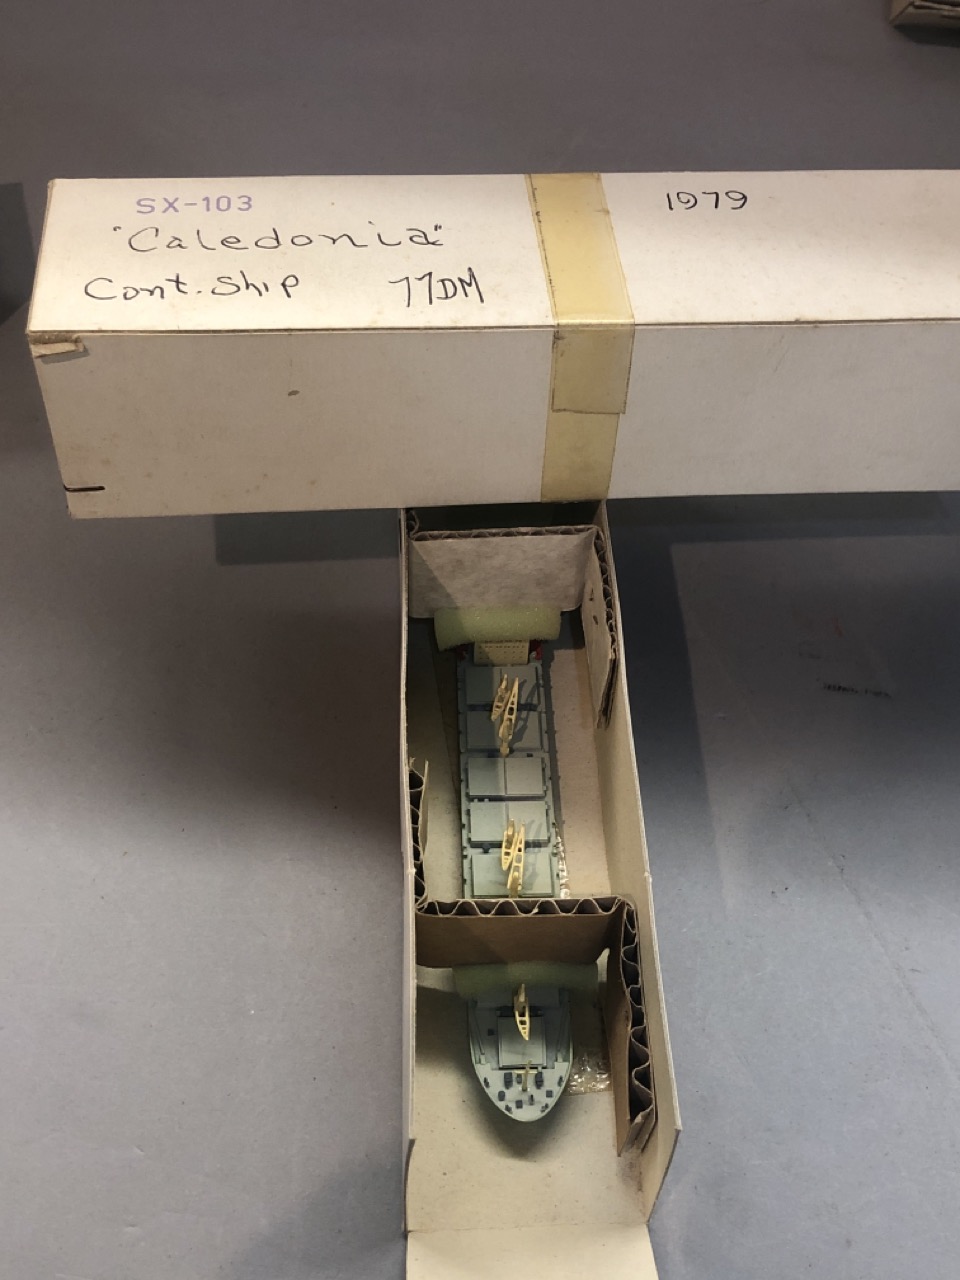 SX-103
1979
"Caledonia"
Cont. Ship 77DM